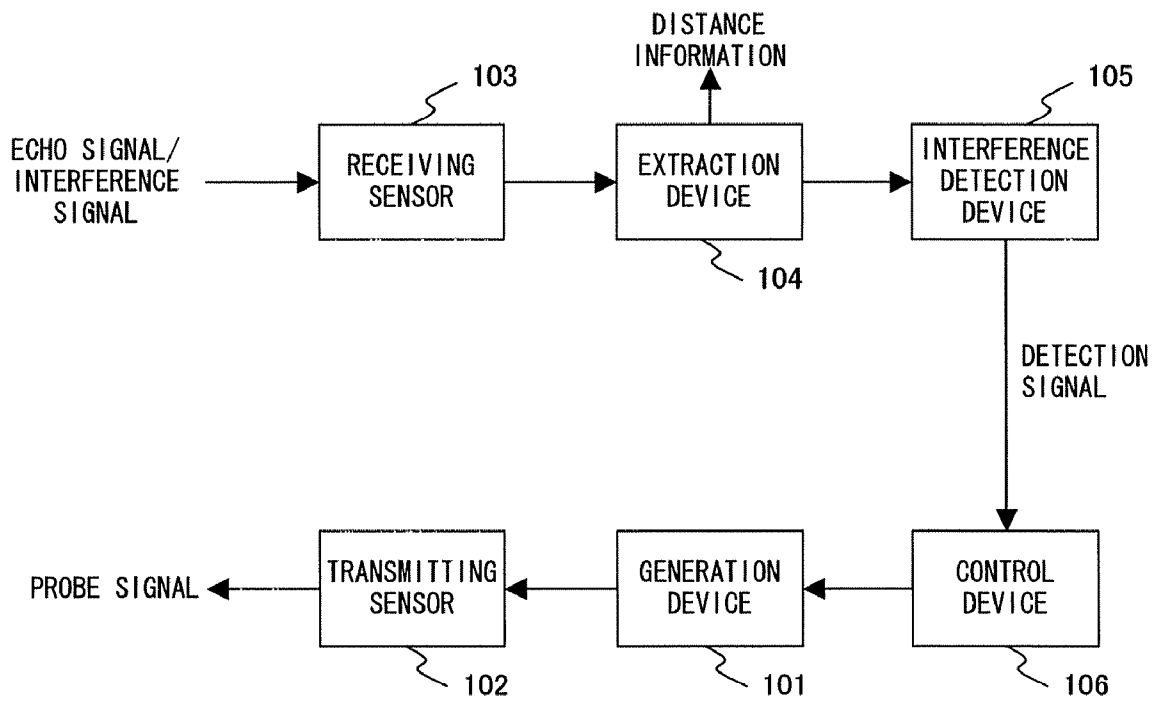 DISTANCE
INFORMATION
103
105
ECHO SIGNAL/
INTERFERENCE
SIGNAL
RECEIVING
SENSOR
EXTRACTION
DEVICE
INTERFERENCE
DETECTION
DEVICE
104
DETECTION
SIGNAL
PROBE SIGNAL
TRANSMITTING
SENSOR
GENERATION
DEVICE
CONTROL
DEVICE
102
101
106